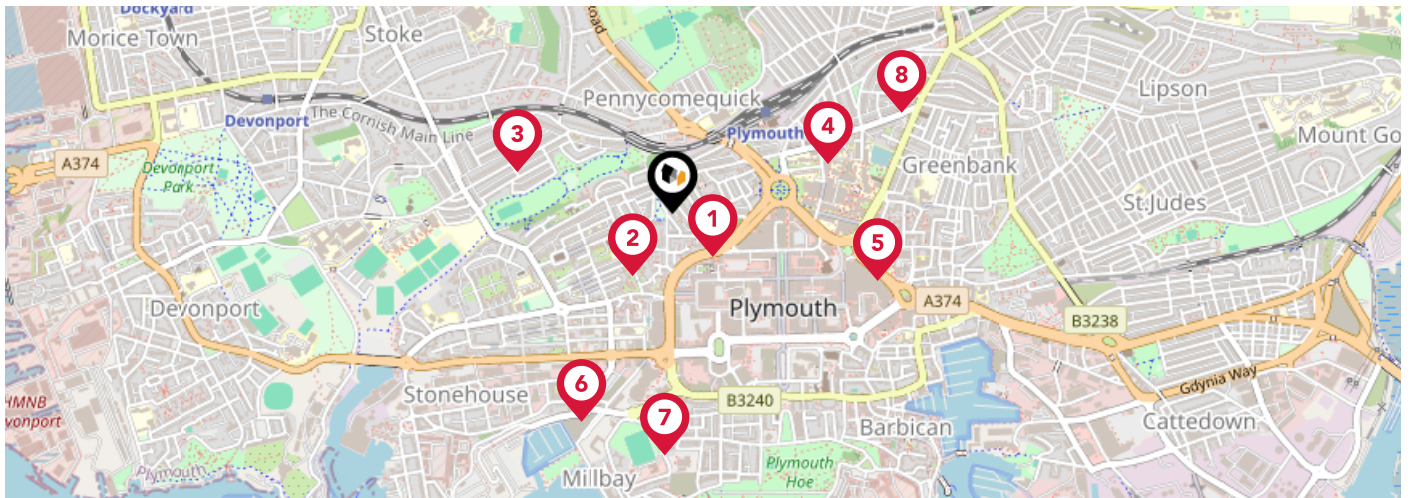 Dockyard
Morice Town
Stoke
Road
Pennycomequick
8
Lipson
The Cornish Main Line
Devonport
3
4
Plymouth
Mount Go
A374
Devonport
Park
Greenbank
St.Judes
1
2
5
Devonport
Plymouth
A374
B3238
Stonehouse
6
B3240
Gdynia Way
HMNB
vonport
7
Barbican
Cattedown
Plymouth
Millbay
Plymouth
Hoe